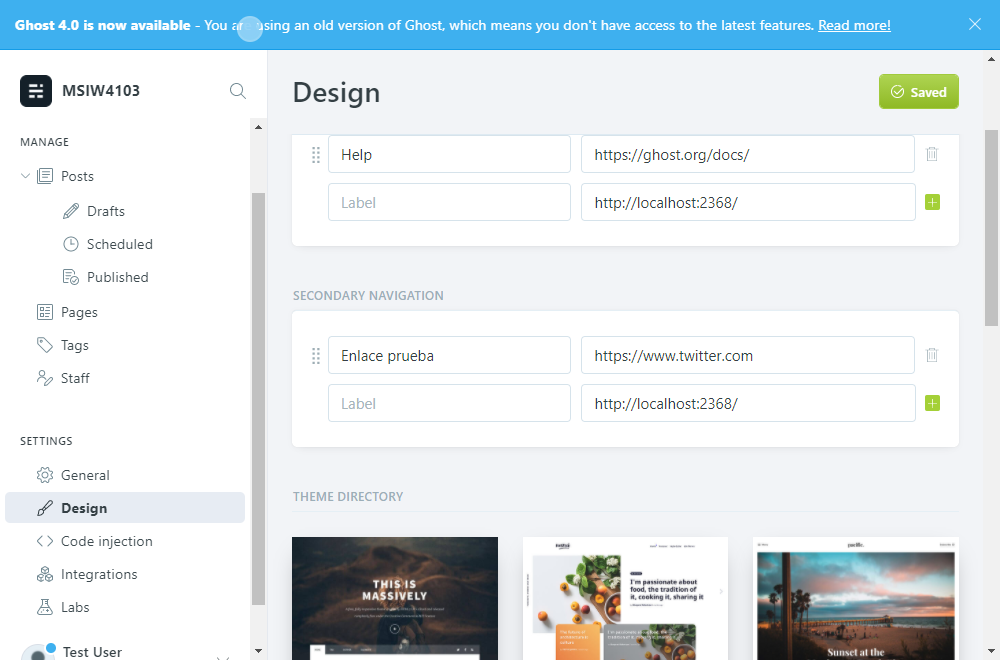 Ghost 4.0 is now available - You are using an old version of Ghost, which means you don't have access to the latest features. Read more!
MSIW4103
MANAGE
Posts
Drafts
Scheduled
Published
Pages
Tags
Staff
SETTINGS
General
Design
Code injection
Integrations
Labs
Test User
Design
Saved
Help
https://ghost.org/docs/
Label
http://localhost:2368/
SECONDARY NAVIGATION
Enlace prueba
https://www.twitter.com
Label
http://localhost:2368/
THEME DIRECTORY
THIS IS
MASSIVELY
I'm passionate about
food, the tradition of
it, cooking it, sharing it
Sunset at the